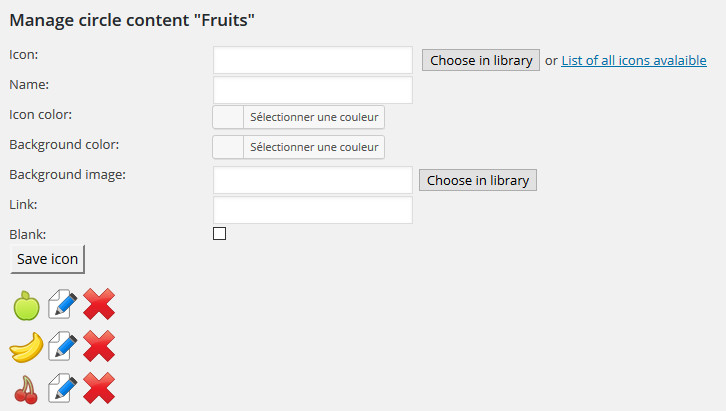 Manage circle content "Fruits"
Icon: Choose in library or List of all icons avalaible
Name:
Icon color: Sélectionner une couleur
Background color: Sélectionner une couleur
Background image: Choose in library
Link:
Blank:
Save icon